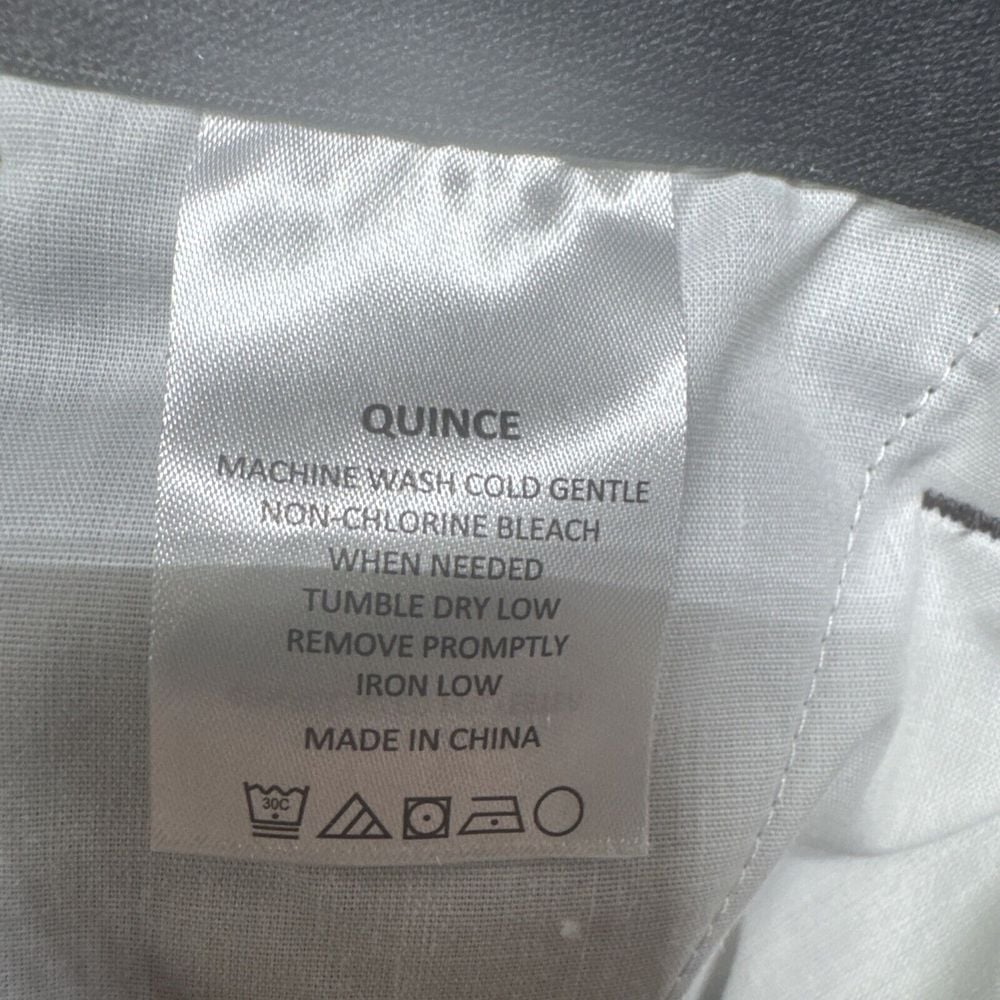 QUINCE
MACHINE WASH COLD GENTLE
NON-CHLORINE BLEACH
WHEN NEEDED
TUMBLE DRY LOW
REMOVE PROMPTLY
IRON LOW
MADE IN CHINA
30C